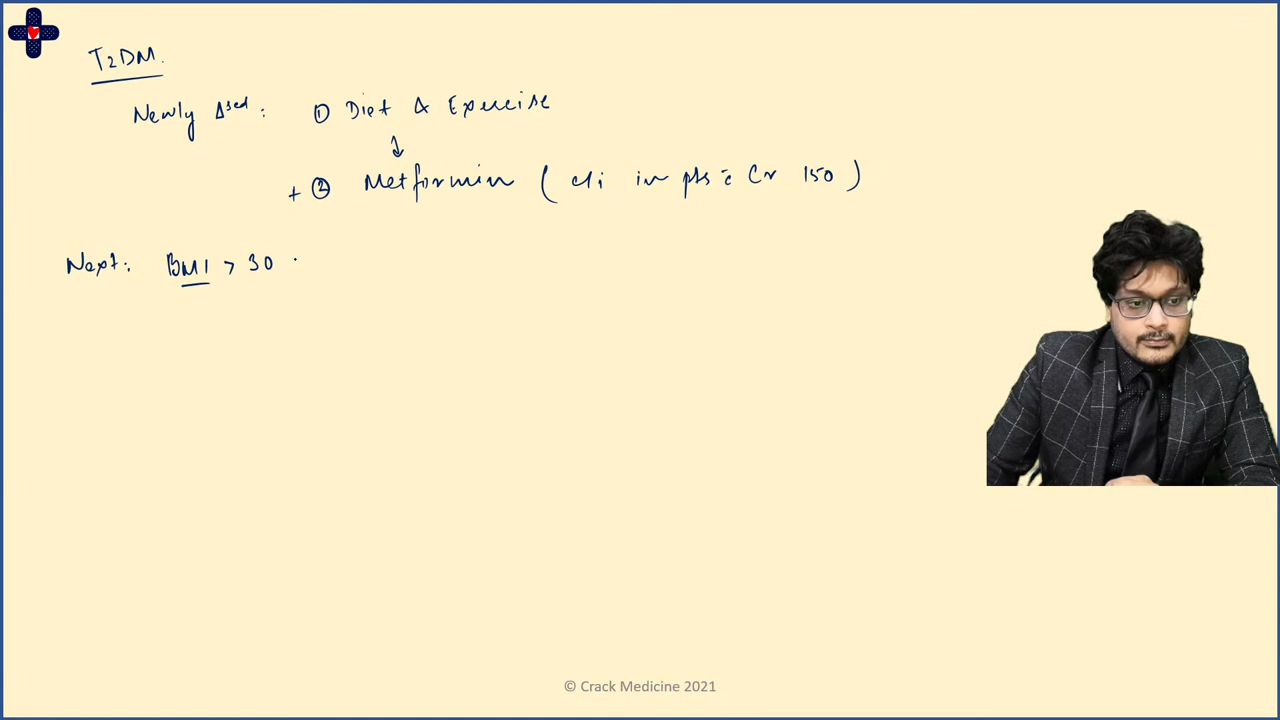 T2DM.
Newly Δsed : ① Diet & Exercise
↓
+ ② Metformin ( C/i in pts c̄ Cr 150 )
Next: BMI > 30 .
© Crack Medicine 2021